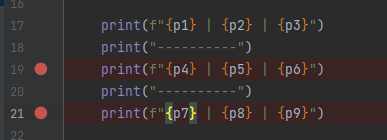 16
17 print(f"{p1} | {p2} | {p3}")
18 print("----------")
19 print(f"{p4} | {p5} | {p6}")
20 print("----------")
21 print(f"{p7} | {p8} | {p9}")
22